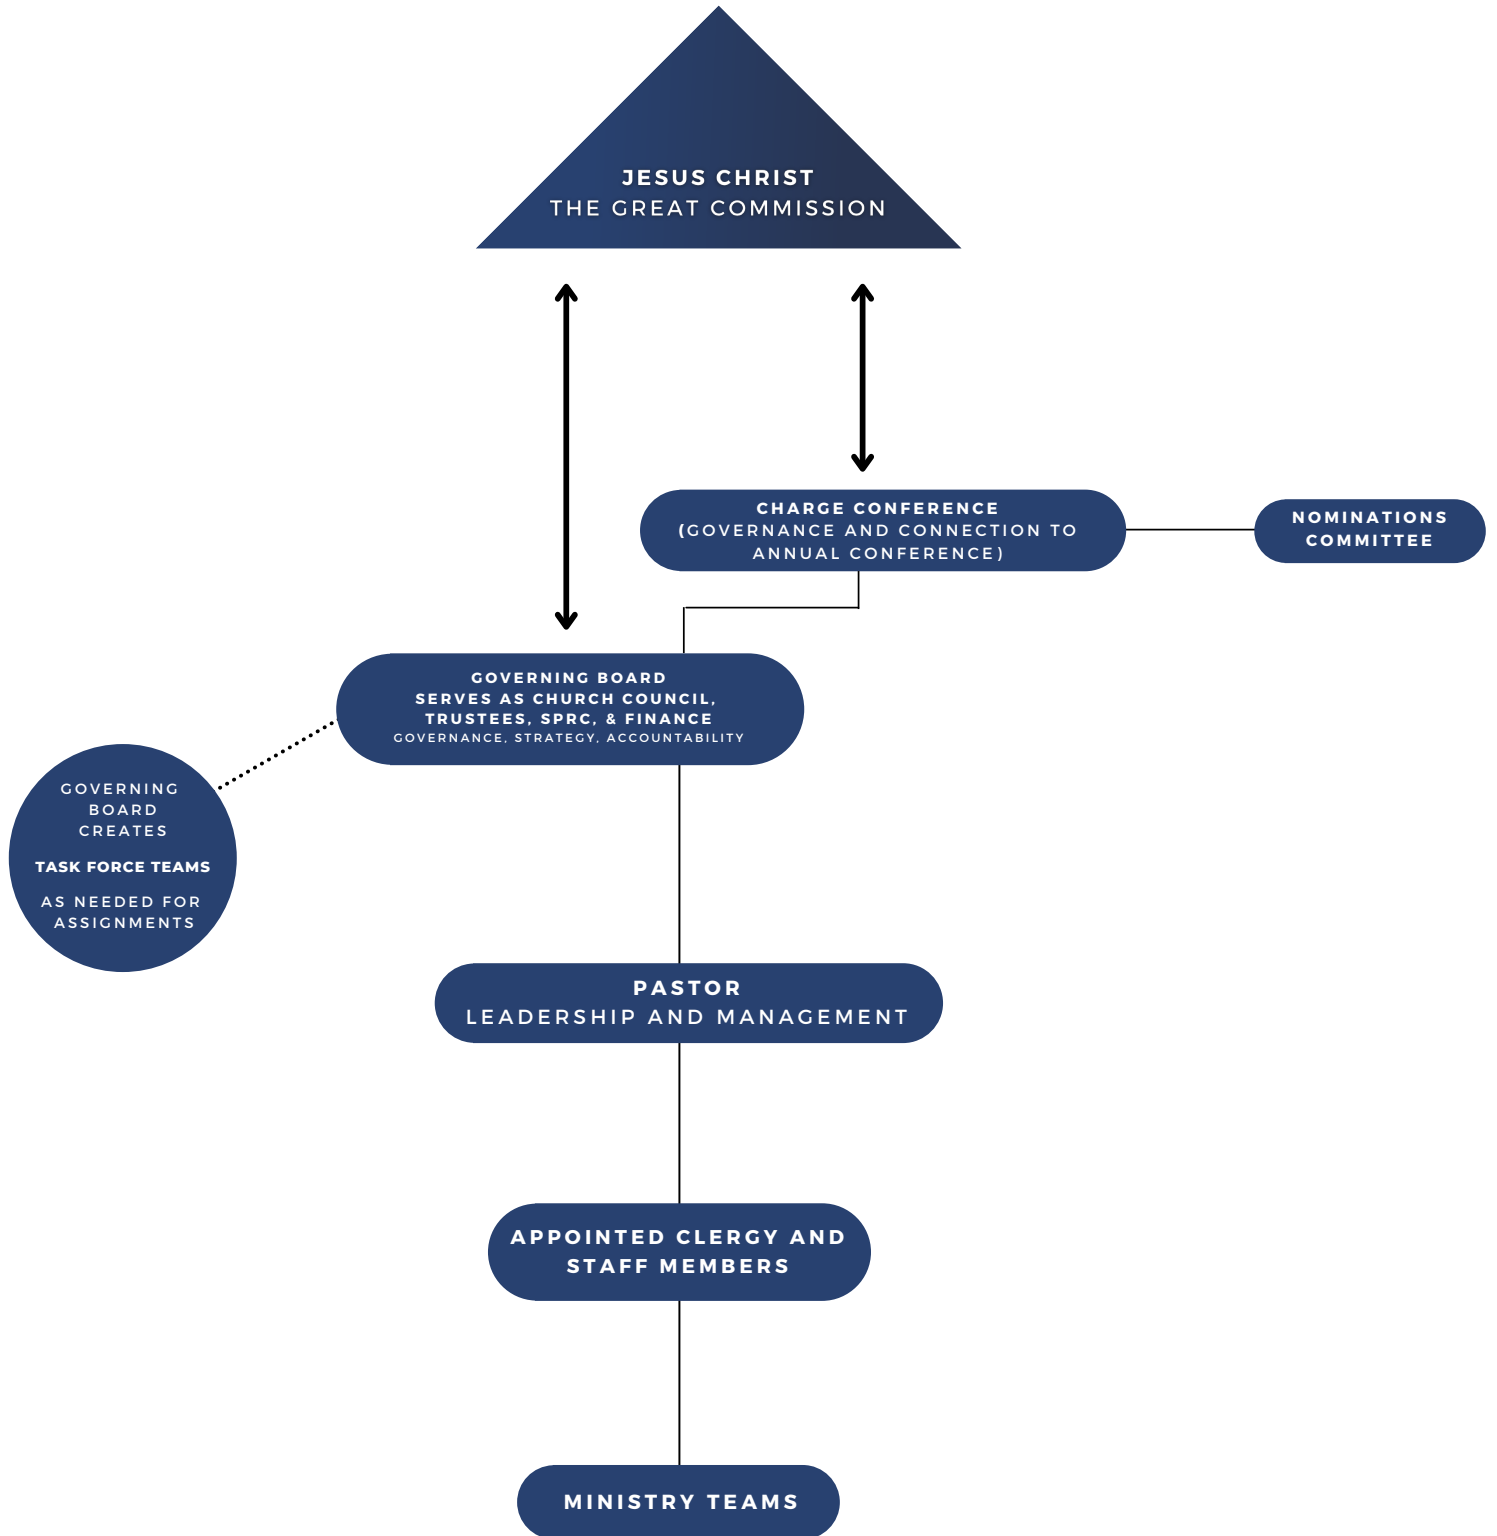 JESUS CHRIST
THE GREAT COMMISSION
CHARGE CONFERENCE
(GOVERNANCE AND CONNECTION TO
ANNUAL CONFERENCE)
NOMINATIONS
COMMITTEE
GOVERNING BOARD
SERVES AS CHURCH COUNCIL,
TRUSTEES, SPRC, & FINANCE
GOVERNANCE, STRATEGY, ACCOUNTABILITY
GOVERNING
BOARD
CREATES
TASK FORCE TEAMS
AS NEEDED FOR
ASSIGNMENTS
PASTOR
LEADERSHIP AND MANAGEMENT
APPOINTED CLERGY AND
STAFF MEMBERS
MINISTRY TEAMS